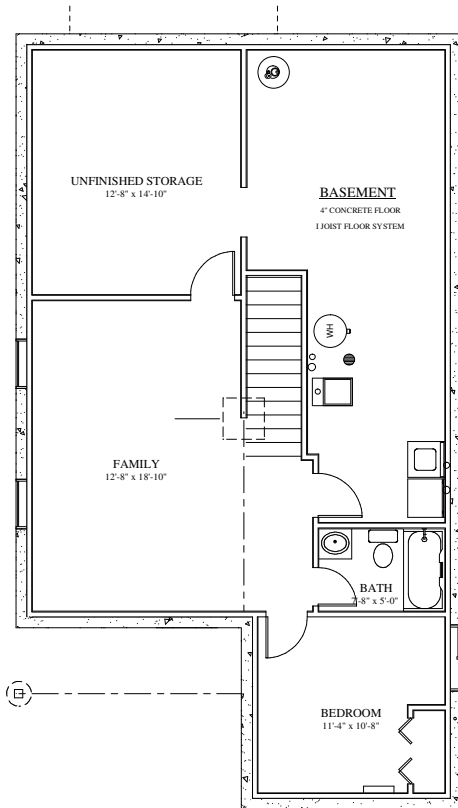 UNFINISHED STORAGE
12'-8" x 14'-10"
BASEMENT
4" CONCRETE FLOOR
I JOIST FLOOR SYSTEM
WH
FAMILY
12'-8" x 18'-10"
BATH
7'-8" x 5'-0"
BEDROOM
11'-4" x 10'-8"